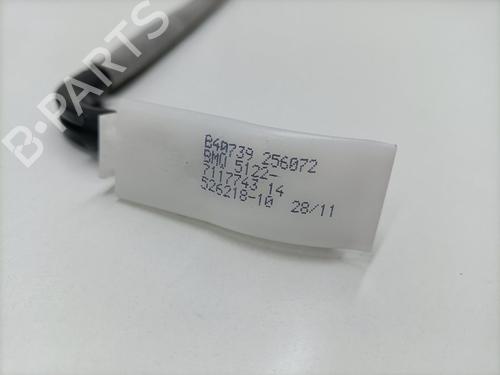 B-PARTS
B40739 256072
BMW 5122-
7117743 14
526218-10 28/11